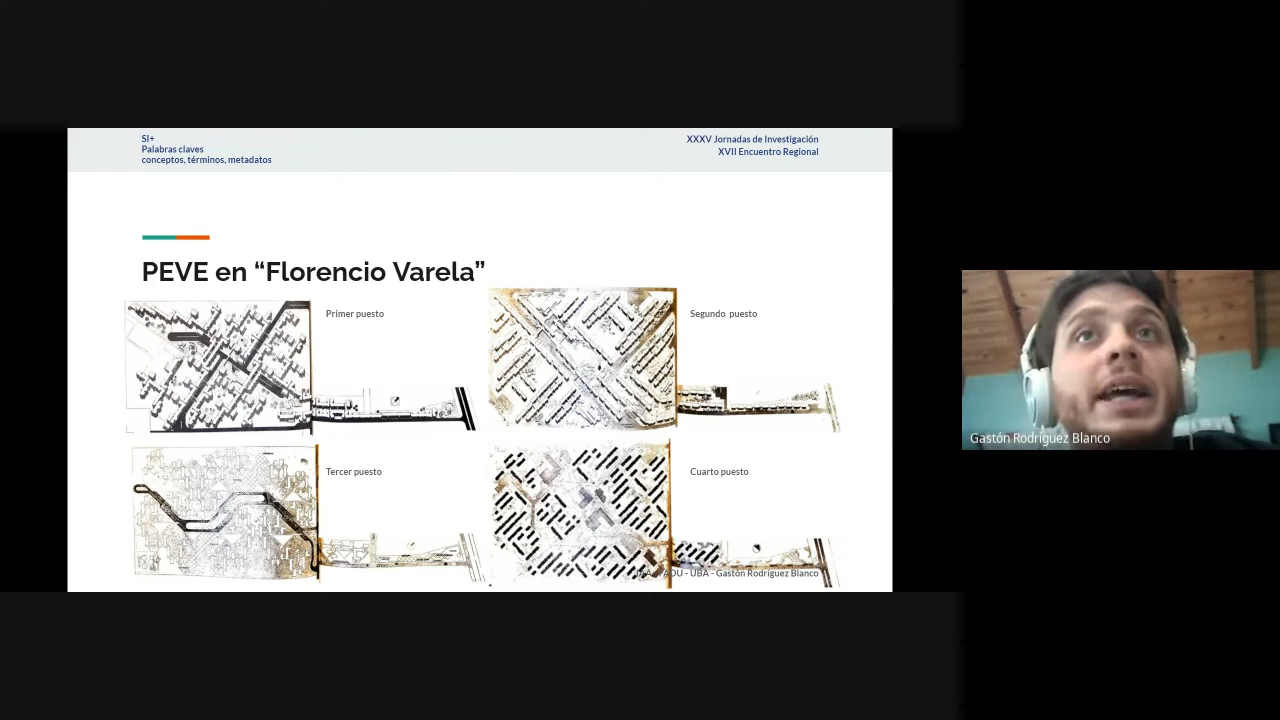 SI+
Palabras claves
conceptos, términos, metadatos
XXXV Jornadas de Investigación
XVII Encuentro Regional
PEVE en “Florencio Varela”
Primer puesto
Segundo puesto
Tercer puesto
Cuarto puesto
- UBA - Gastón Rodríguez Blanco
Gastón Rodríguez Blanco